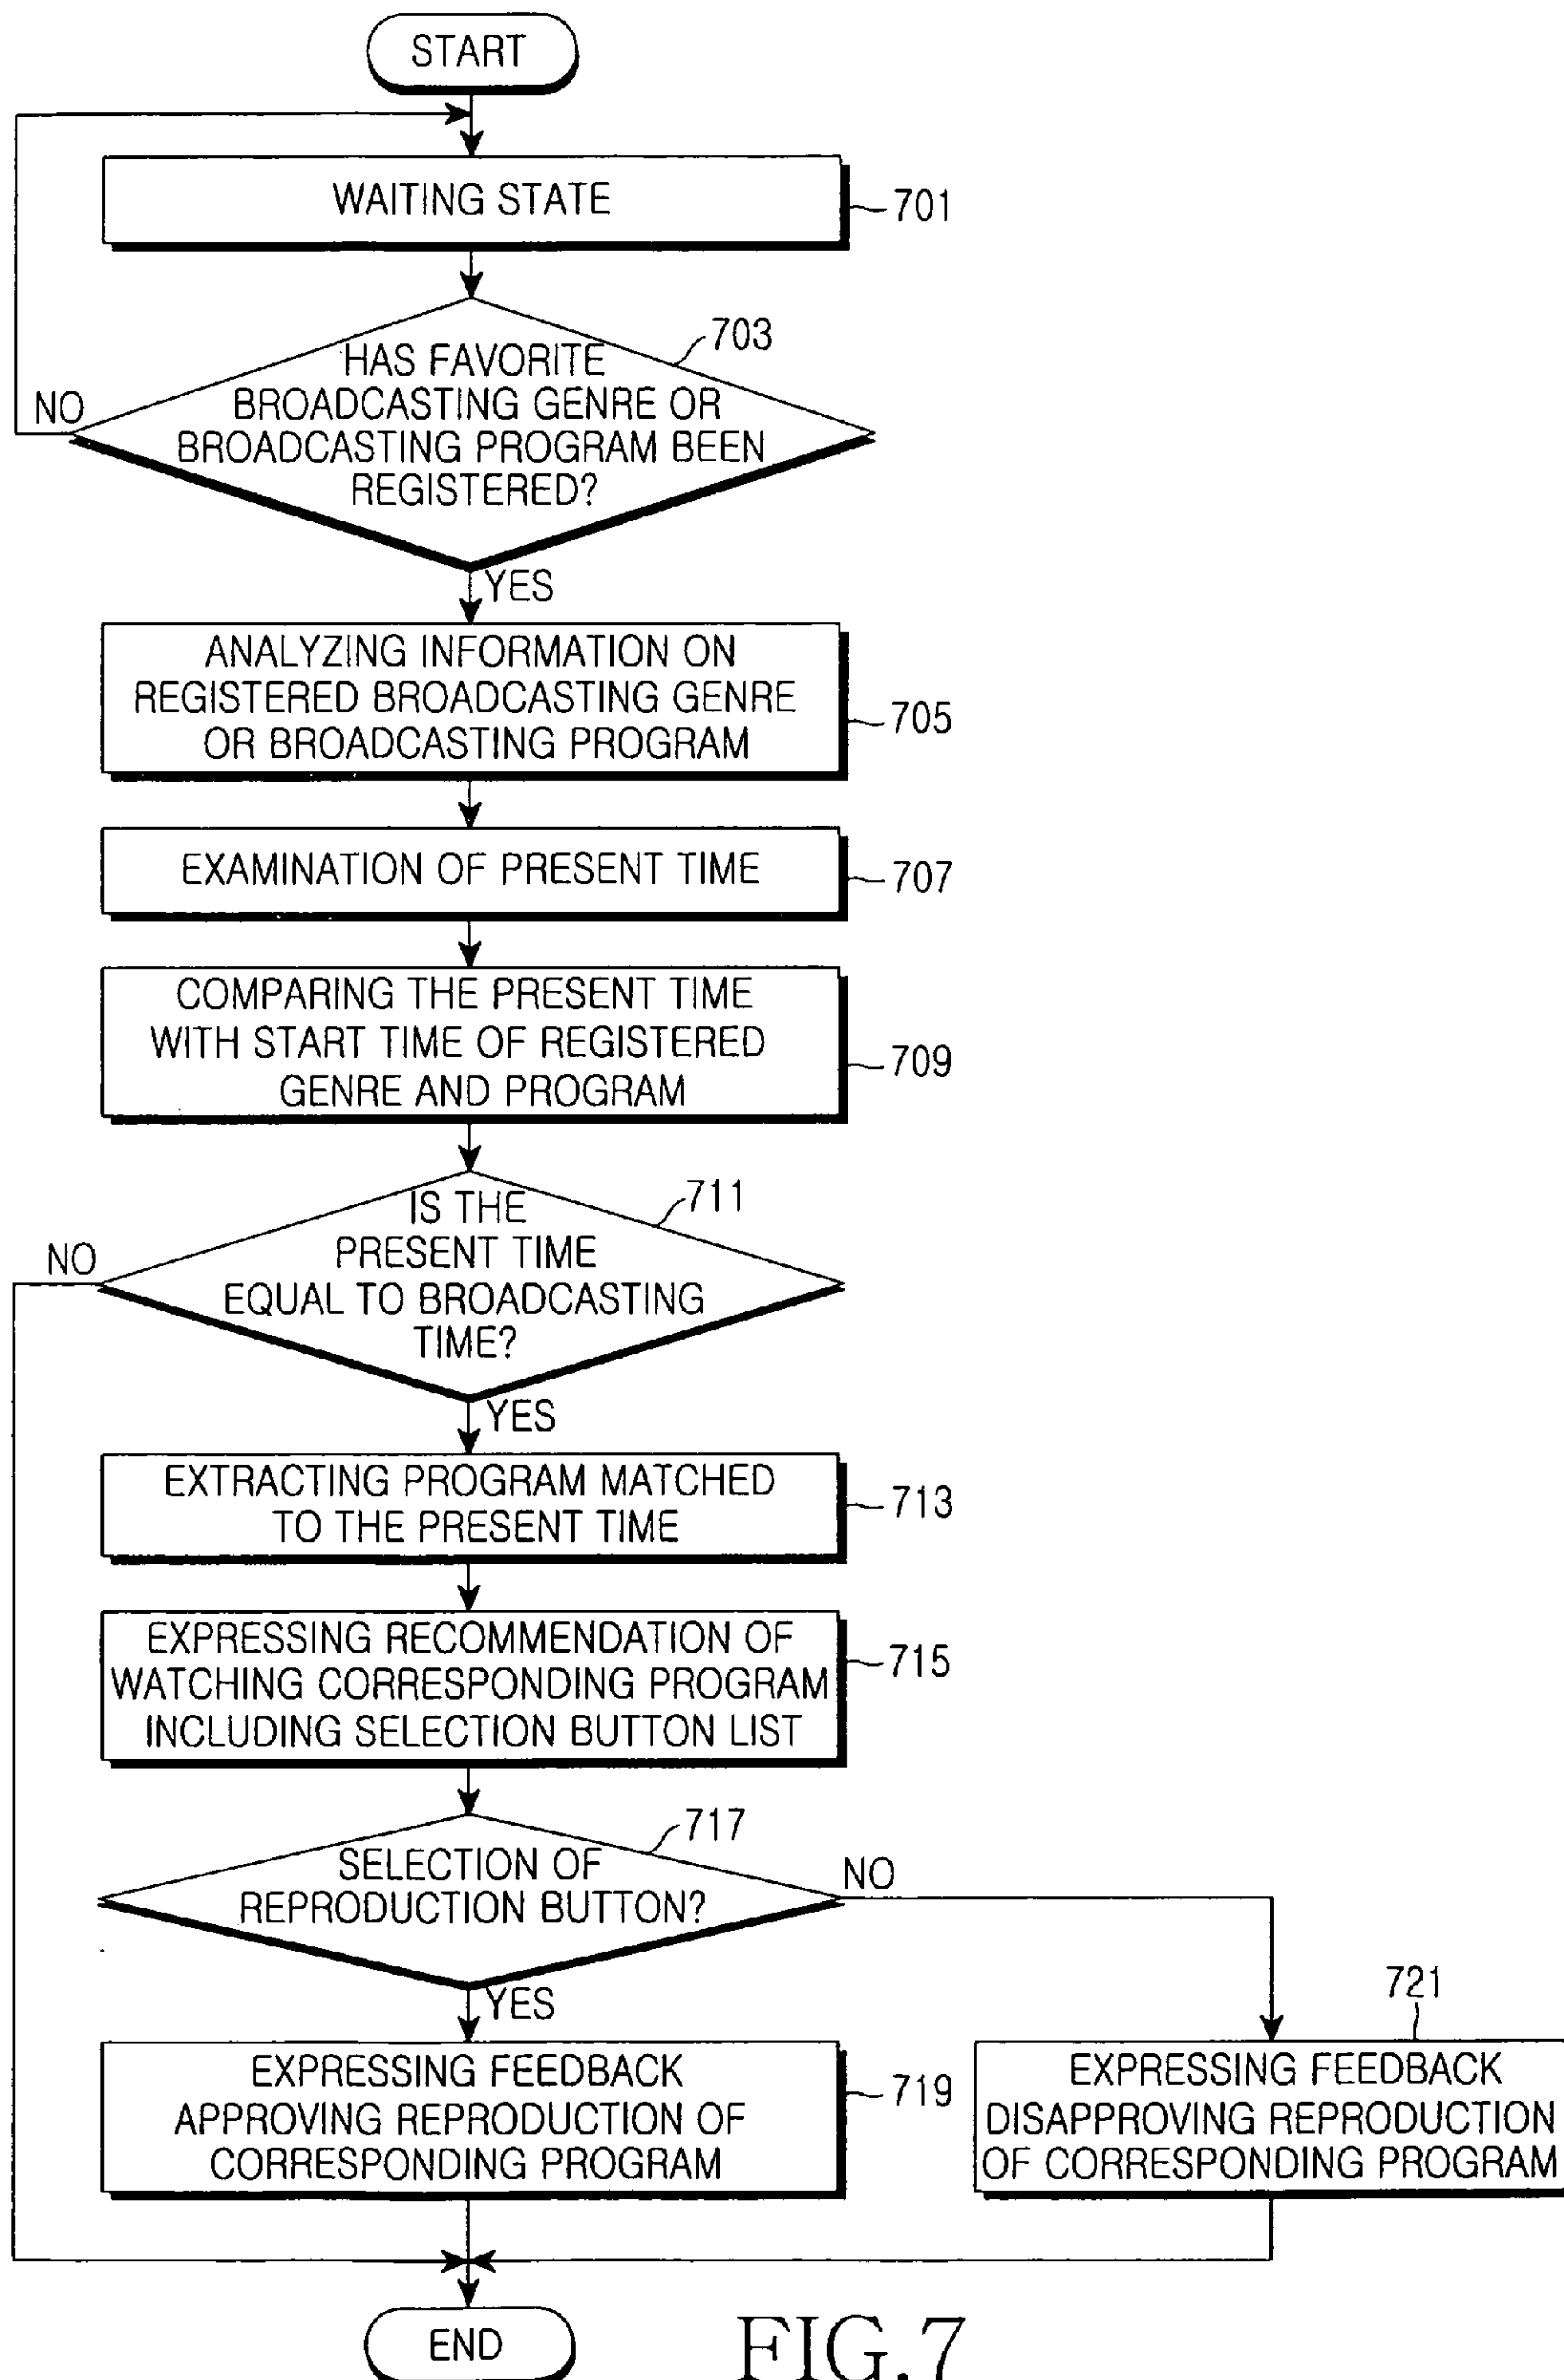 START
WAITING STATE
701
703
HAS FAVORITE
BROADCASTING GENRE OR
BROADCASTING PROGRAM BEEN
REGISTERED?
NO
YES
ANALYZING INFORMATION ON
REGISTERED BROADCASTING GENRE
OR BROADCASTING PROGRAM
705
EXAMINATION OF PRESENT TIME
707
COMPARING THE PRESENT TIME
WITH START TIME OF REGISTERED
GENRE AND PROGRAM
709
711
IS THE
PRESENT TIME
EQUAL TO BROADCASTING
TIME?
NO
YES
EXTRACTING PROGRAM MATCHED
TO THE PRESENT TIME
713
EXPRESSING RECOMMENDATION OF
WATCHING CORRESPONDING PROGRAM
INCLUDING SELECTION BUTTON LIST
715
717
SELECTION OF
REPRODUCTION BUTTON?
NO
YES
EXPRESSING FEEDBACK
APPROVING REPRODUCTION OF
CORRESPONDING PROGRAM
719
721
EXPRESSING FEEDBACK
DISAPPROVING REPRODUCTION
OF CORRESPONDING PROGRAM
END
FIG.7